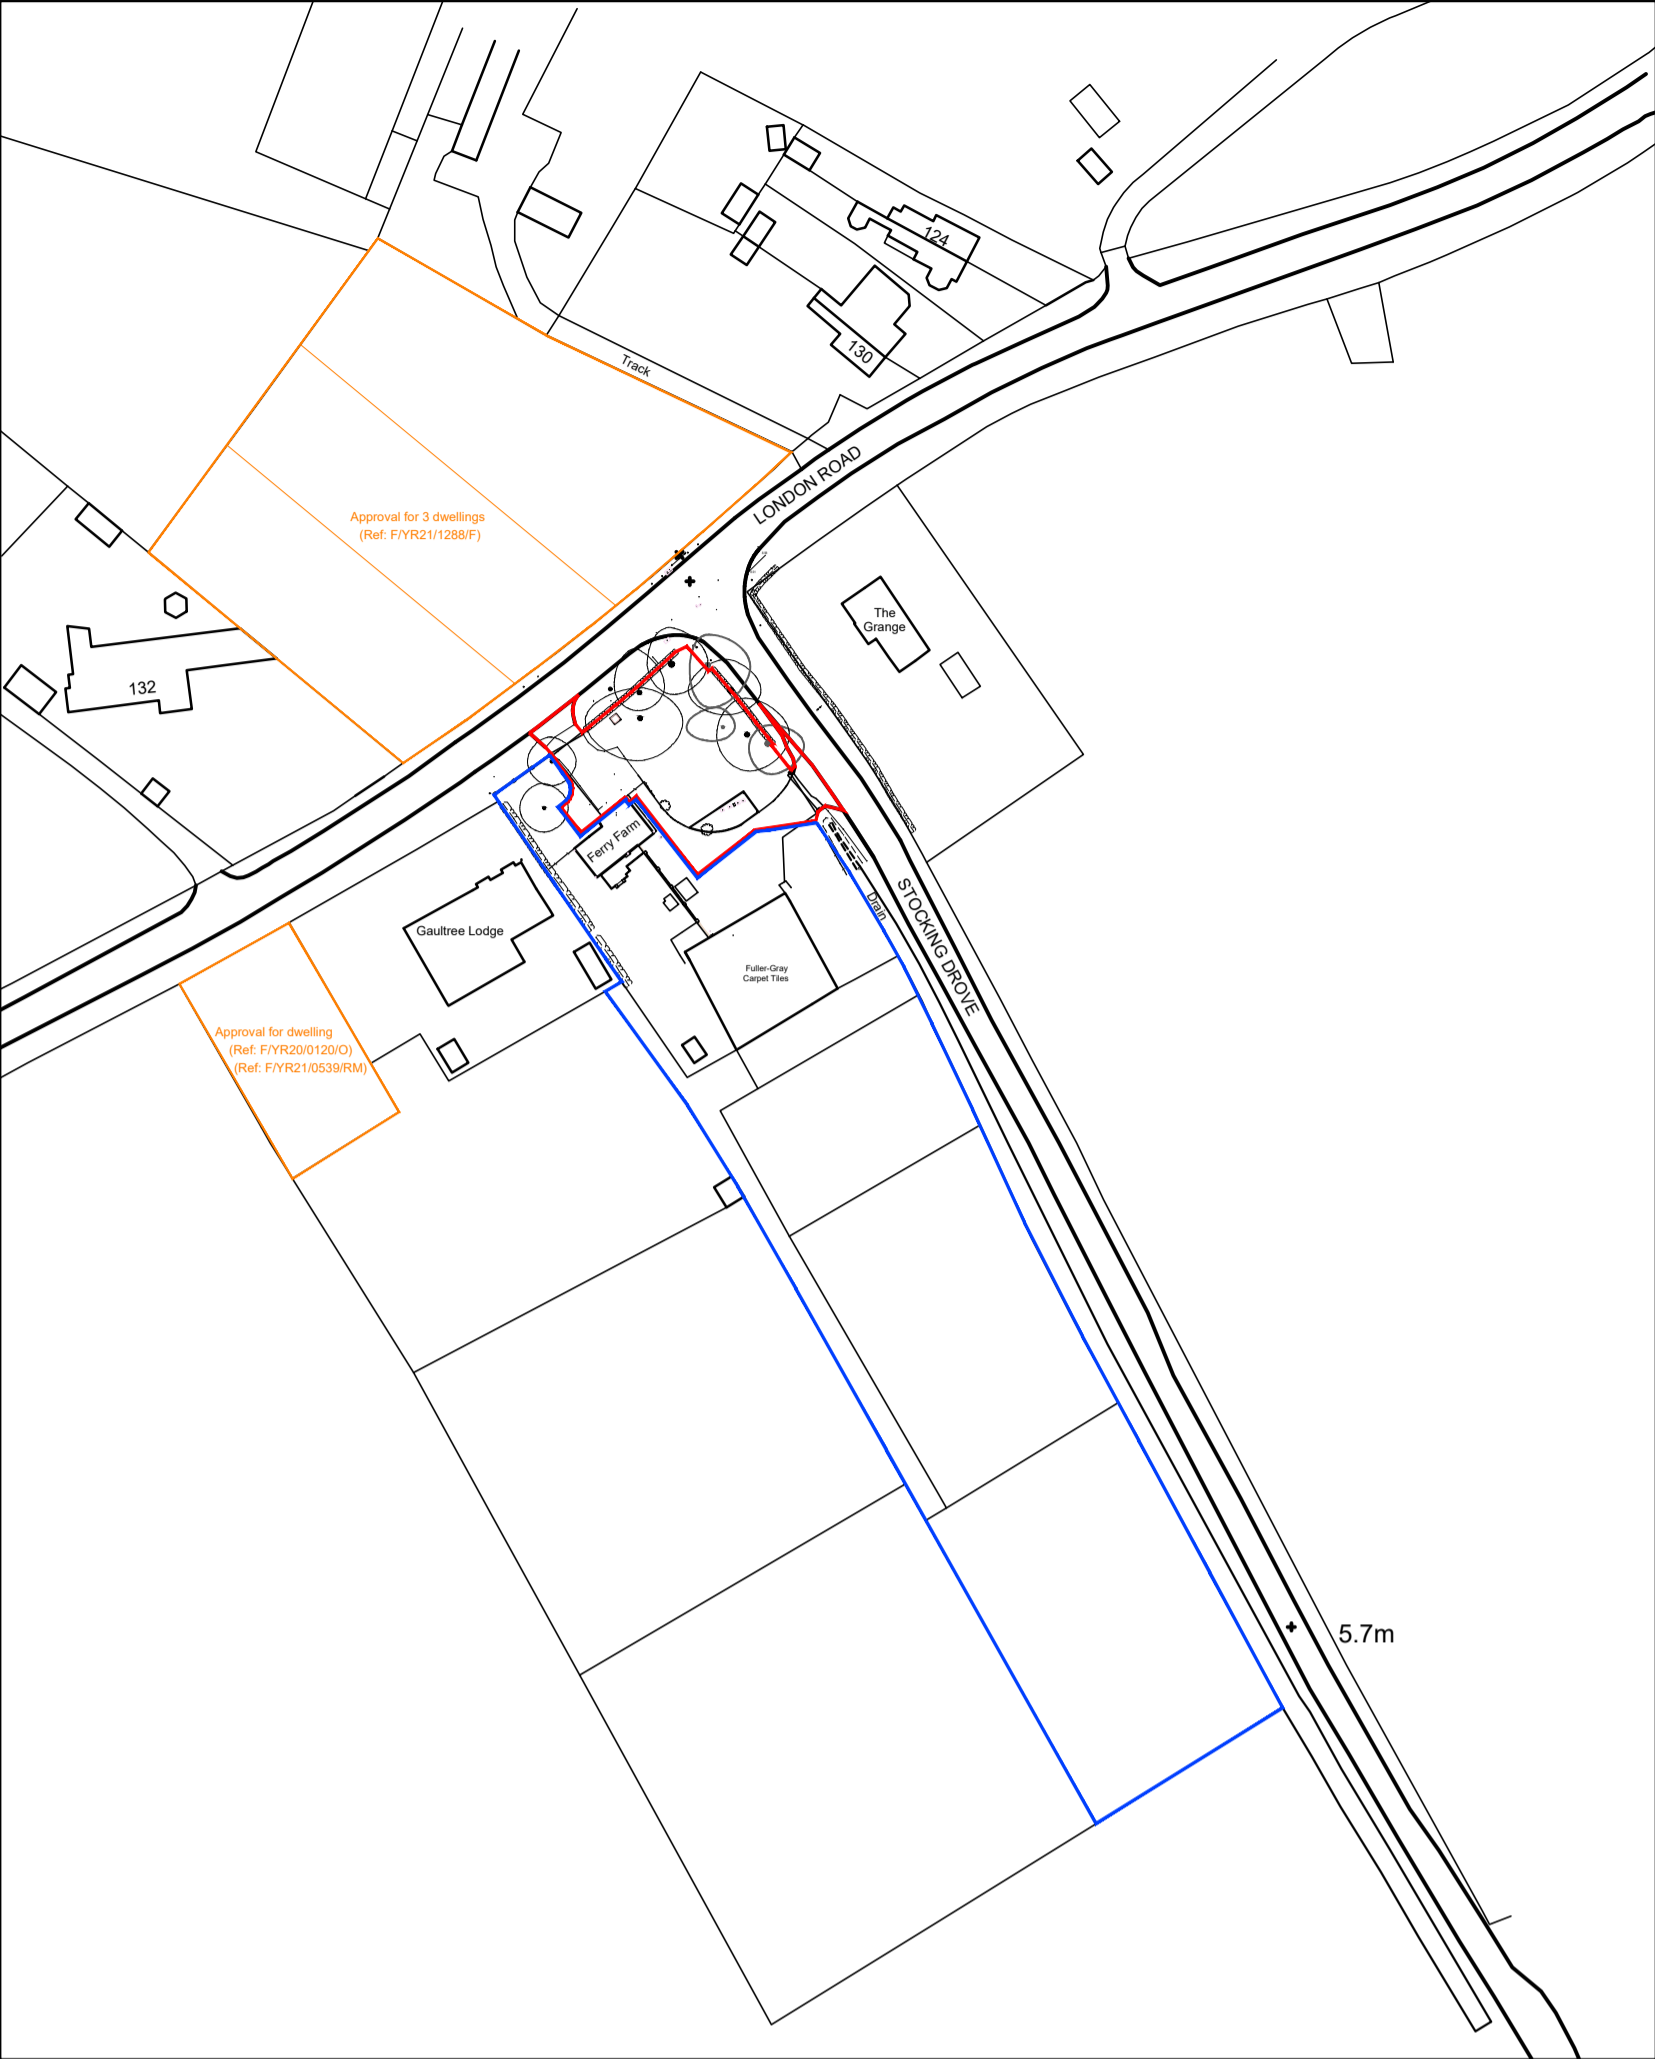 124
130
Track
LONDON ROAD
Approval for 3 dwellings
(Ref: F/YR21/1288/F)
The
Grange
132
Ferry Farm
Gaultree Lodge
Drain
STOCKING DROVE
Fuller-Gray
Carpet Tiles
Approval for dwelling
(Ref: F/YR20/0120/O)
(Ref: F/YR21/0539/RM)
5.7m